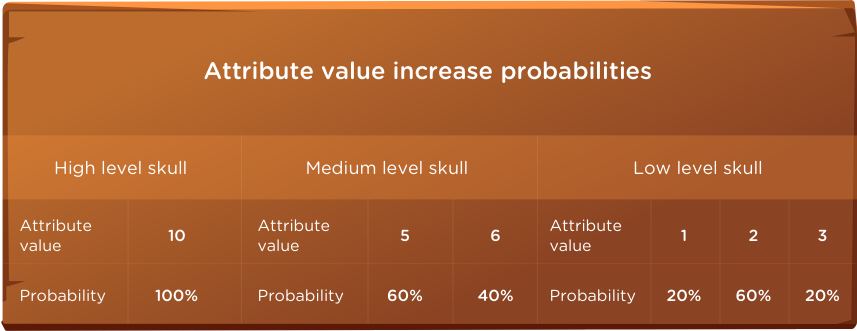 Attribute value increase probabilities
High level skull Medium level skull Low level skull
Attribute value 10 Attribute value 5 6 Attribute value 1 2 3
Probability 100% Probability 60% 40% Probability 20% 60% 20%